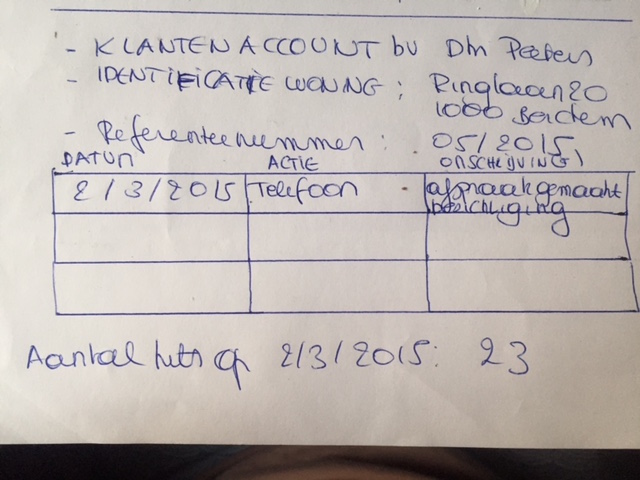 - KLANTENACCOUNT bv Dhr Peeters
- IDENTIFICATIE WONING : Ringlaan 20
1000 Berchem
- Referentienummer : 05/2015
DATUM ACTIE OMSCHRIJVING
2/3/2015 Telefoon afspraak gemaakt
bezichtiging
Aantal hits op 2/3/2015: 23